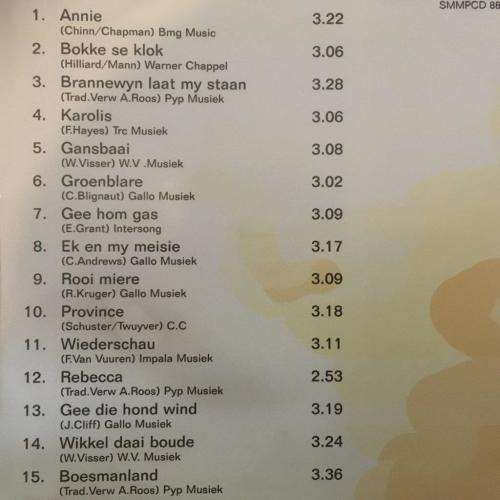 SMMPCD 88
1. Annie 3.22
(Chinn/Chapman) Bmg Music
2. Bokke se klok 3.06
(Hilliard/Mann) Warner Chappel
3. Brannewyn laat my staan 3.28
(Trad.Verw A.Roos) Pyp Musiek
4. Karolis 3.06
(F.Hayes) Trc Musiek
5. Gansbaai 3.08
(W.Visser) W.V .Musiek
6. Groenblare 3.02
(C.Blignaut) Gallo Musiek
7. Gee hom gas 3.09
(E.Grant) Intersong
8. Ek en my meisie 3.17
(C.Andrews) Gallo Musiek
9. Rooi miere 3.09
(R.Kruger) Gallo Musiek
10. Province 3.18
(Schuster/Twuyver) C.C
11. Wiederschau 3.11
(F.Van Vuuren) Impala Musiek
12. Rebecca 2.53
(Trad.Verw A.Roos) Pyp Musiek
13. Gee die hond wind 3.19
(J.Cliff) Gallo Musiek
14. Wikkel daai boude 3.24
(W.Visser) W.V. Musiek
15. Boesmanland 3.36
(Trad.Verw A.Roos) Pyp Musiek